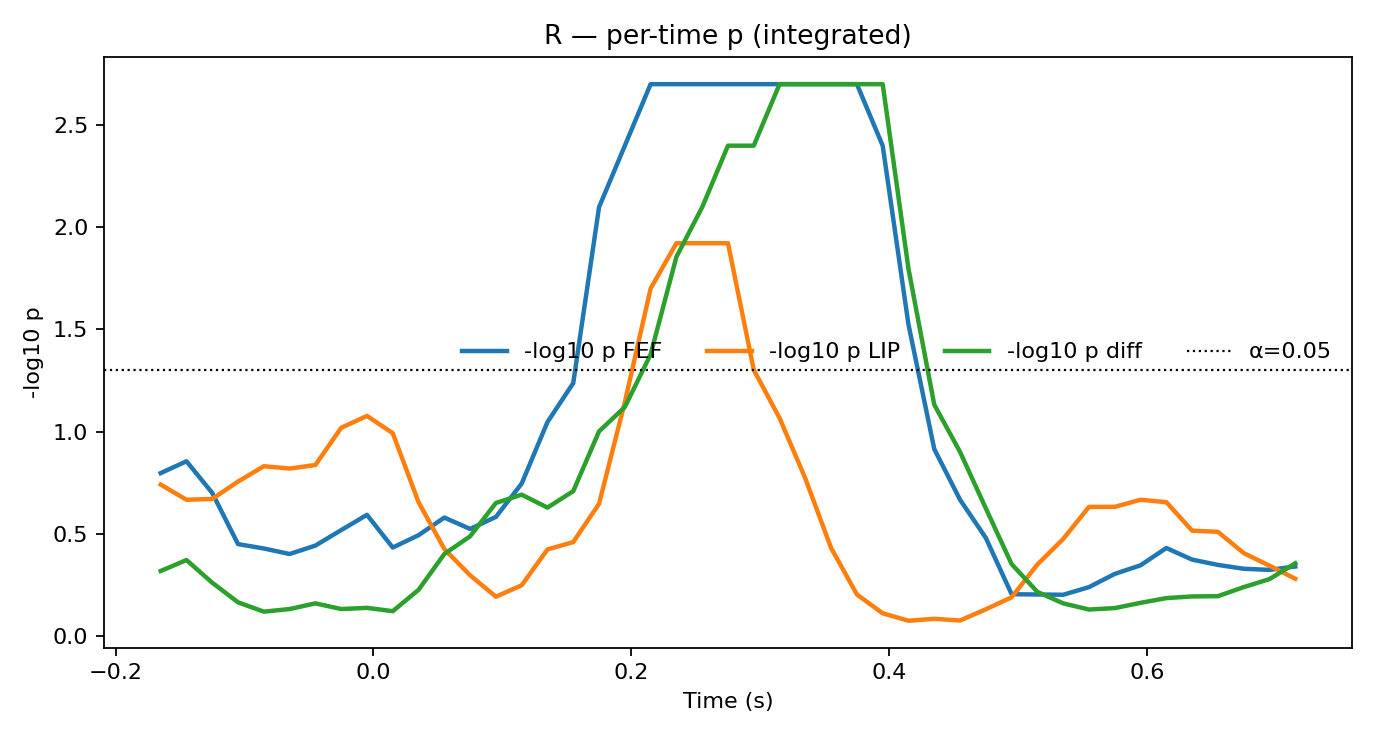 R — per-time p (integrated)
-log10 p
2.5
2.0
1.5
1.0
0.5
0.0
-log10 p FEF -log10 p LIP -log10 p diff α=0.05
−0.2 0.0 0.2 0.4 0.6
Time (s)